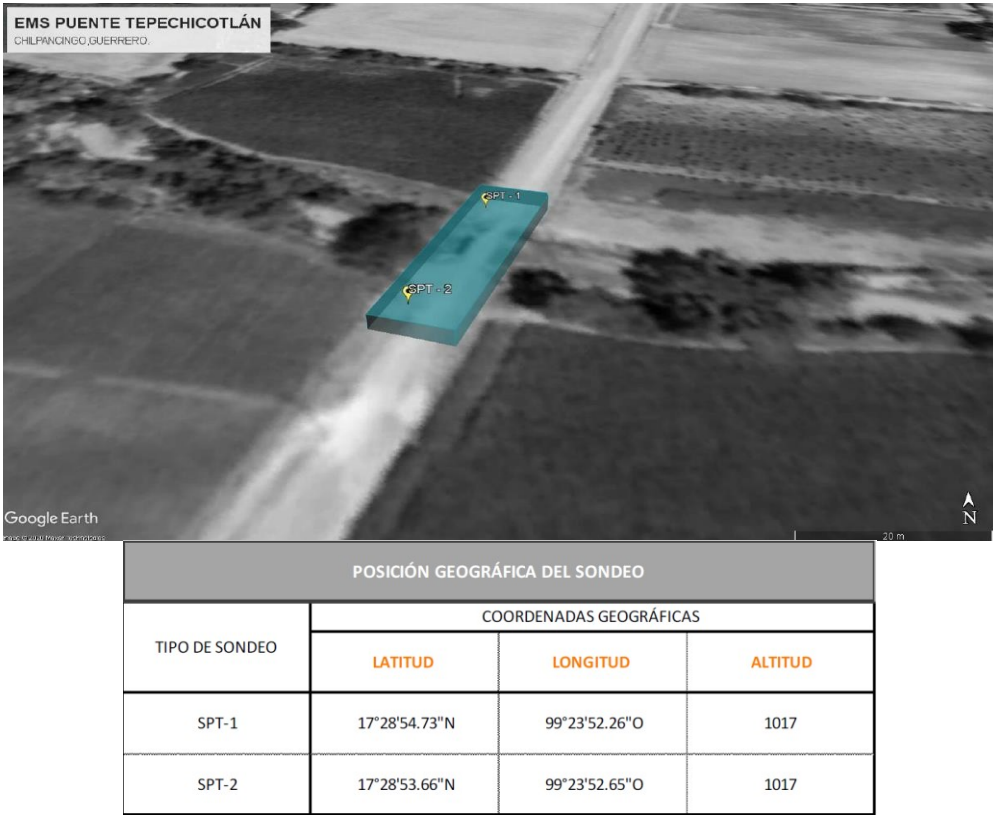 EMS PUENTE TEPECHICOTLÁN
CHILPANCINGO,GUERRERO.
SPT - 1
SPT - 2
Google Earth
N
20 m
POSICIÓN GEOGRÁFICA DEL SONDEO
TIPO DE SONDEO
COORDENADAS GEOGRÁFICAS
LATITUD LONGITUD ALTITUD
SPT-1 17°28'54.73"N 99°23'52.26"O 1017
SPT-2 17°28'53.66"N 99°23'52.65"O 1017